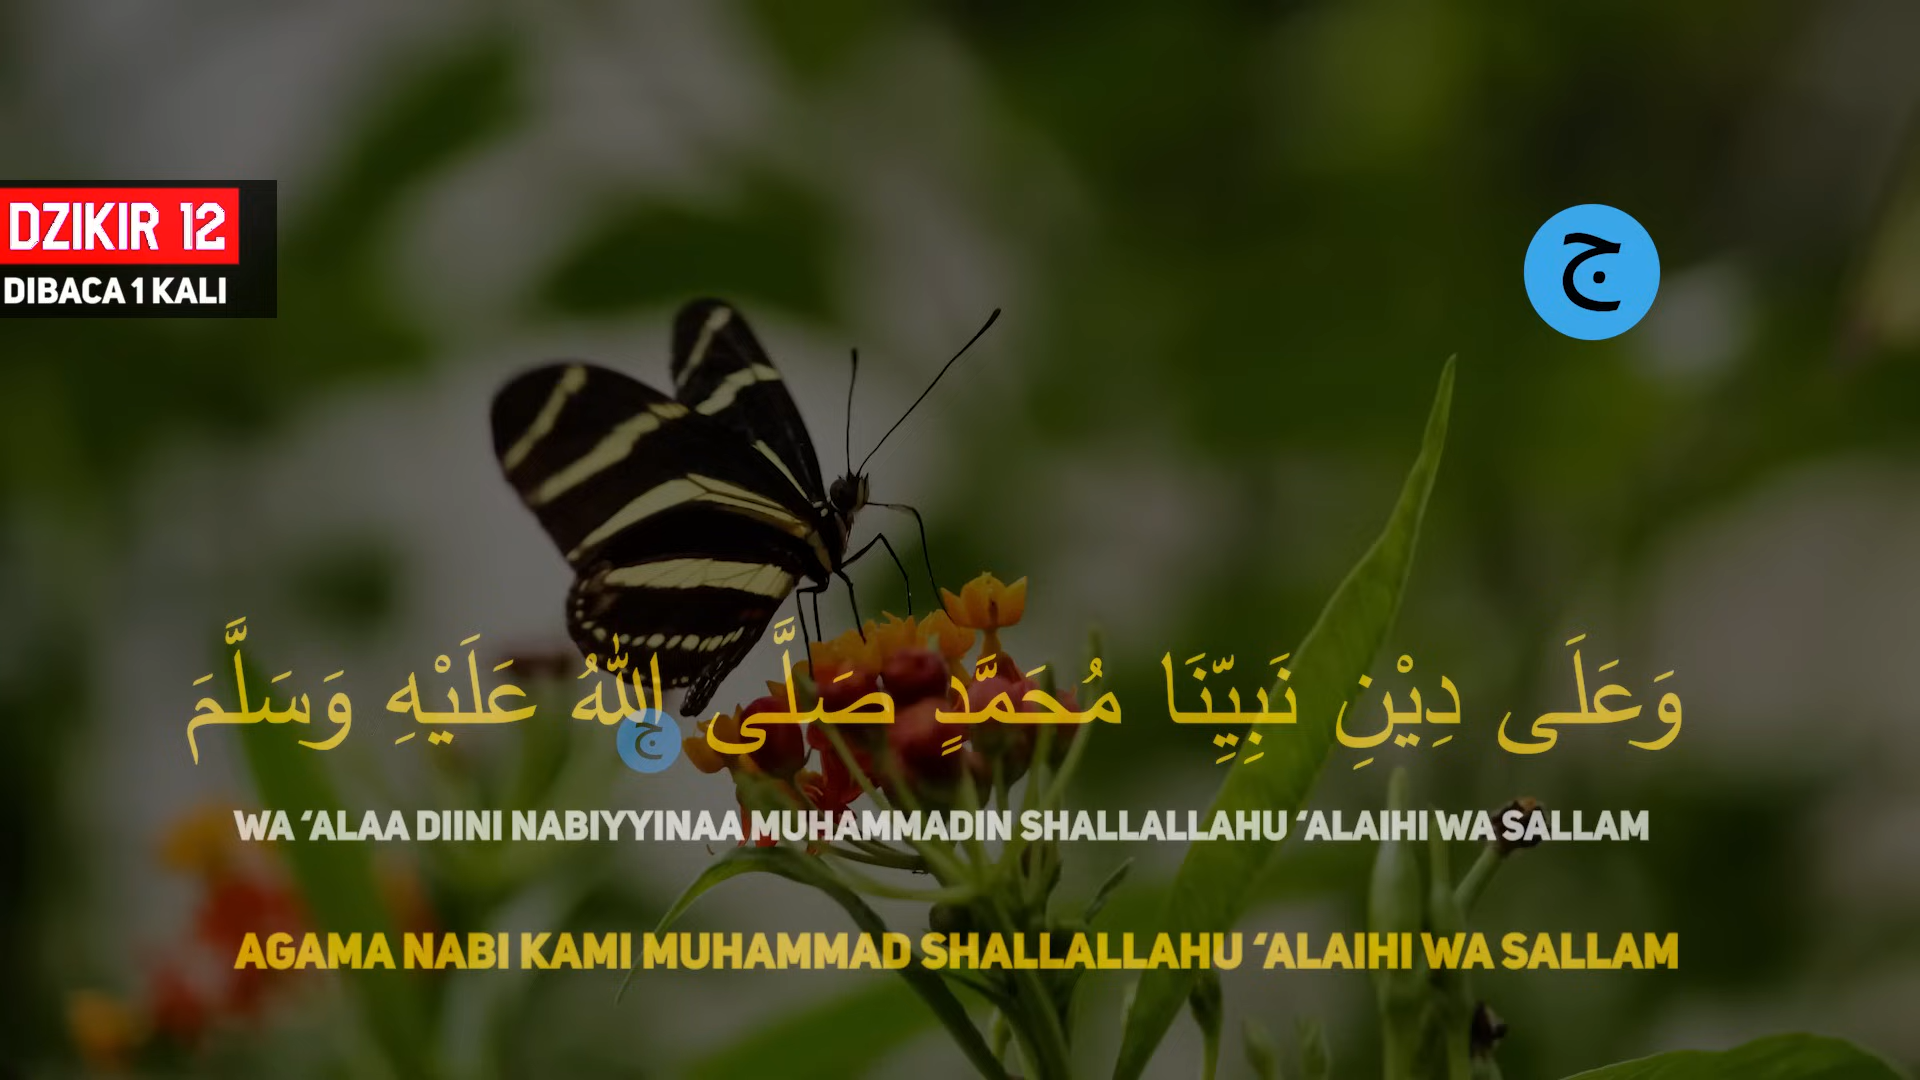 DZIKIR 12
DIBACA 1 KALI
ج
وَعَلَى دِيْنِ نَبِيِّنَا مُحَمَّدٍ صَلَّى اللّٰهُ عَلَيْهِ وَسَلَّمَ
ج
WA ‘ALAA DIINI NABIYYINAA MUHAMMADIN SHALLALLAHU ‘ALAIHI WA SALLAM
AGAMA NABI KAMI MUHAMMAD SHALLALLAHU ‘ALAIHI WA SALLAM